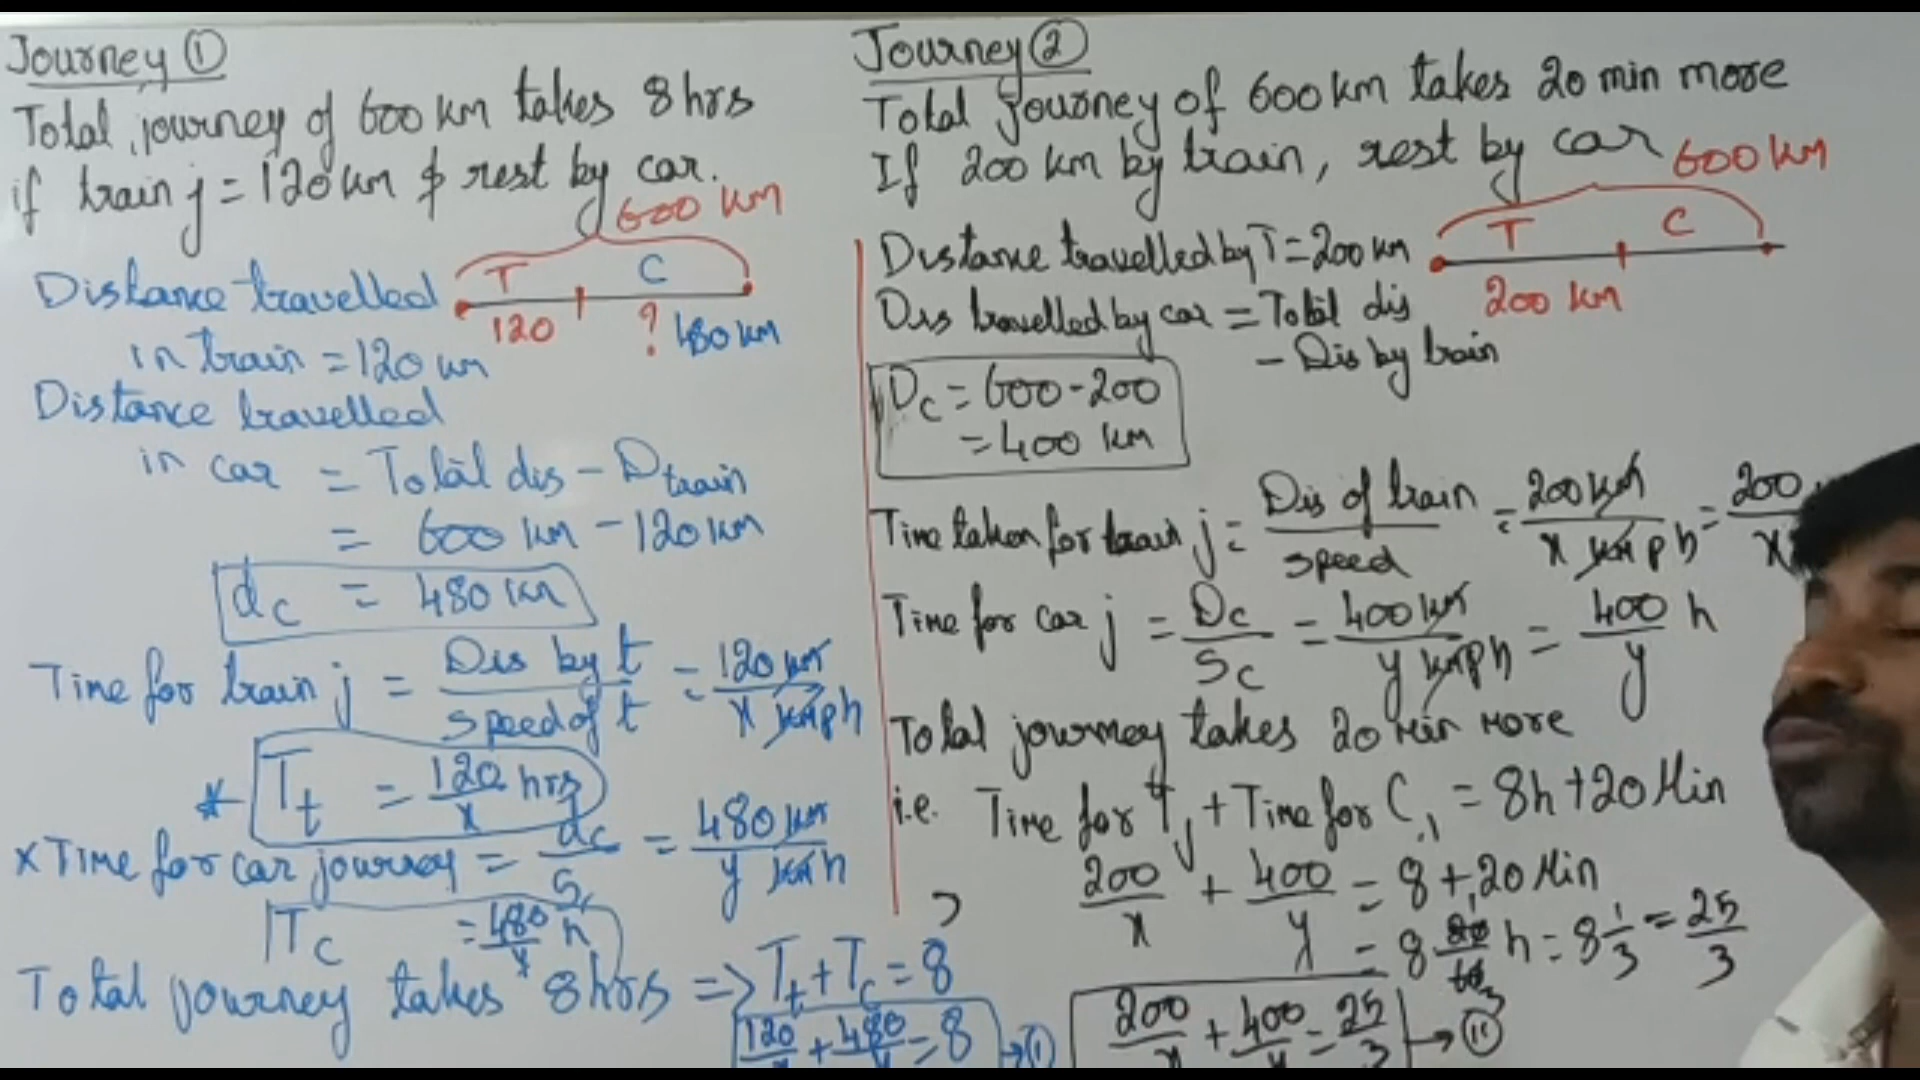 Journey ①
Total journey of 600 km takes 8 hrs
if train j = 120 km & rest by car.
600 km
T C
120 ? 480 km
Distance travelled
in train = 120 km
Distance travelled
in car = Total dis - Dtrain
= 600 km - 120 km
dc = 480 km
Time for train j = Dis by t / speed of t = 120 km / x kmph
* Tt = 120/x hrs
x Time for car journey = dc / Sc = 480 km / y kmh
Tc = 480/y h
Total journey takes 8 hrs => Tt + Tc = 8
120/x + 480/y = 8 → (i)
Journey ②
Total journey of 600 km takes 20 min more
If 200 km by train, rest by car
600 km
T C
200 km
Distance travelled by T = 200 km
Dis travelled by car = Total dis
- Dis by train
Dc = 600 - 200
= 400 km
Time taken for train j = Dis of train / speed = 200 km / x kmph = 200 / x
Time for car j = Dc / Sc = 400 km / y kmph = 400 / y h
Total journey takes 20 Min more
i.e. Time for Tj + Time for Cj = 8h + 20 Min
200/x + 400/y = 8 + 20 Min
= 8 20/60 h = 8 1/3 = 25/3
200/x + 400/y = 25/3 → (ii)